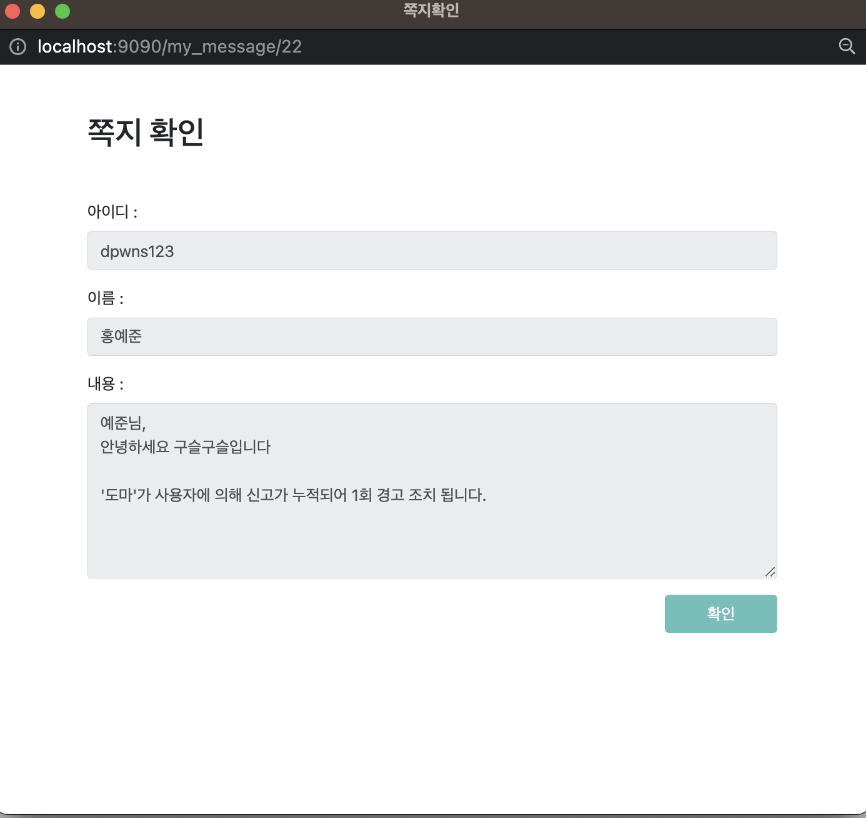 쪽지확인
localhost:9090/my_message/22
쪽지 확인
아이디 :
dpwns123
이름 :
홍예준
내용 :
예준님,
안녕하세요 구슬구슬입니다
'도마'가 사용자에 의해 신고가 누적되어 1회 경고 조치 됩니다.
확인